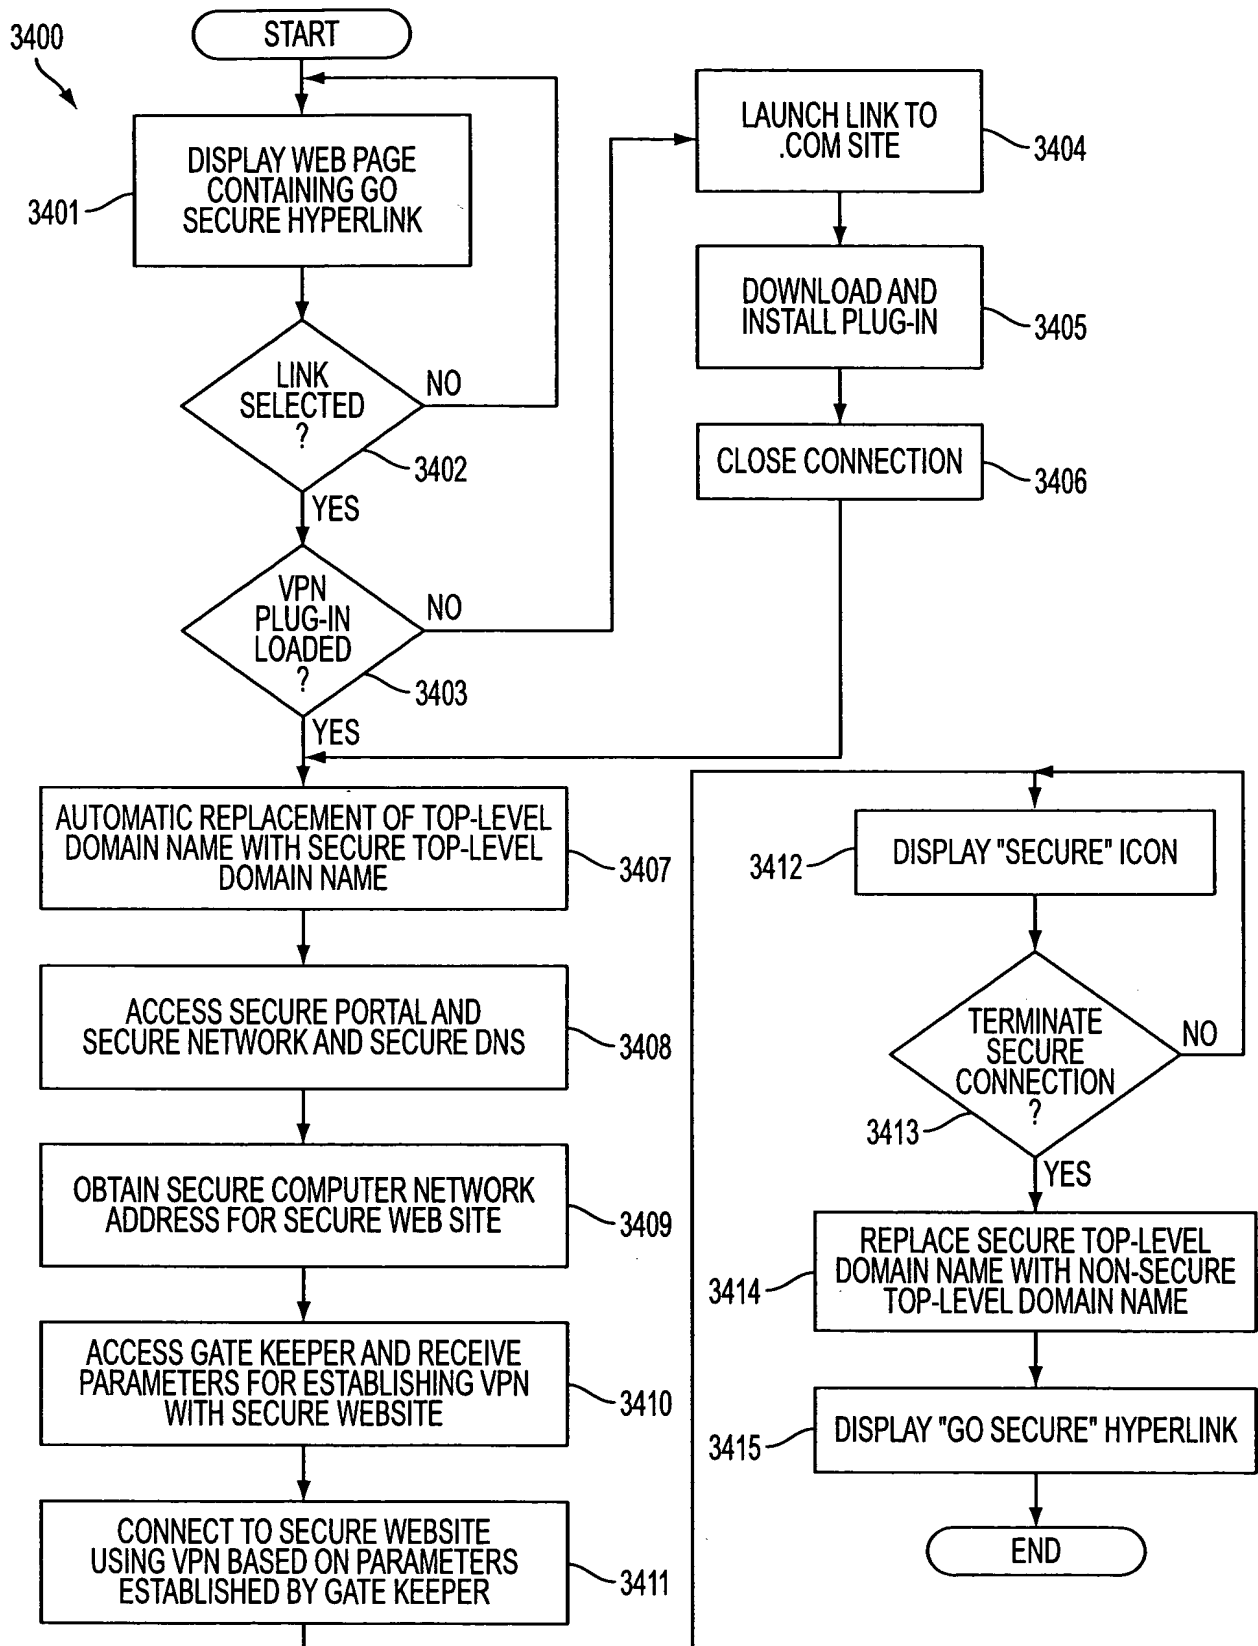 3400
START
DISPLAY WEB PAGE
CONTAINING GO
SECURE HYPERLINK
3401
LINK
SELECTED
?
NO
3402
YES
VPN
PLUG-IN
LOADED
?
NO
3403
YES
LAUNCH LINK TO
.COM SITE
3404
DOWNLOAD AND
INSTALL PLUG-IN
3405
CLOSE CONNECTION
3406
AUTOMATIC REPLACEMENT OF TOP-LEVEL
DOMAIN NAME WITH SECURE TOP-LEVEL
DOMAIN NAME
3407
ACCESS SECURE PORTAL AND
SECURE NETWORK AND SECURE DNS
3408
OBTAIN SECURE COMPUTER NETWORK
ADDRESS FOR SECURE WEB SITE
3409
ACCESS GATE KEEPER AND RECEIVE
PARAMETERS FOR ESTABLISHING VPN
WITH SECURE WEBSITE
3410
CONNECT TO SECURE WEBSITE
USING VPN BASED ON PARAMETERS
ESTABLISHED BY GATE KEEPER
3411
3412
DISPLAY "SECURE" ICON
TERMINATE
SECURE
CONNECTION
?
NO
3413
YES
REPLACE SECURE TOP-LEVEL
DOMAIN NAME WITH NON-SECURE
TOP-LEVEL DOMAIN NAME
3414
DISPLAY "GO SECURE" HYPERLINK
3415
END